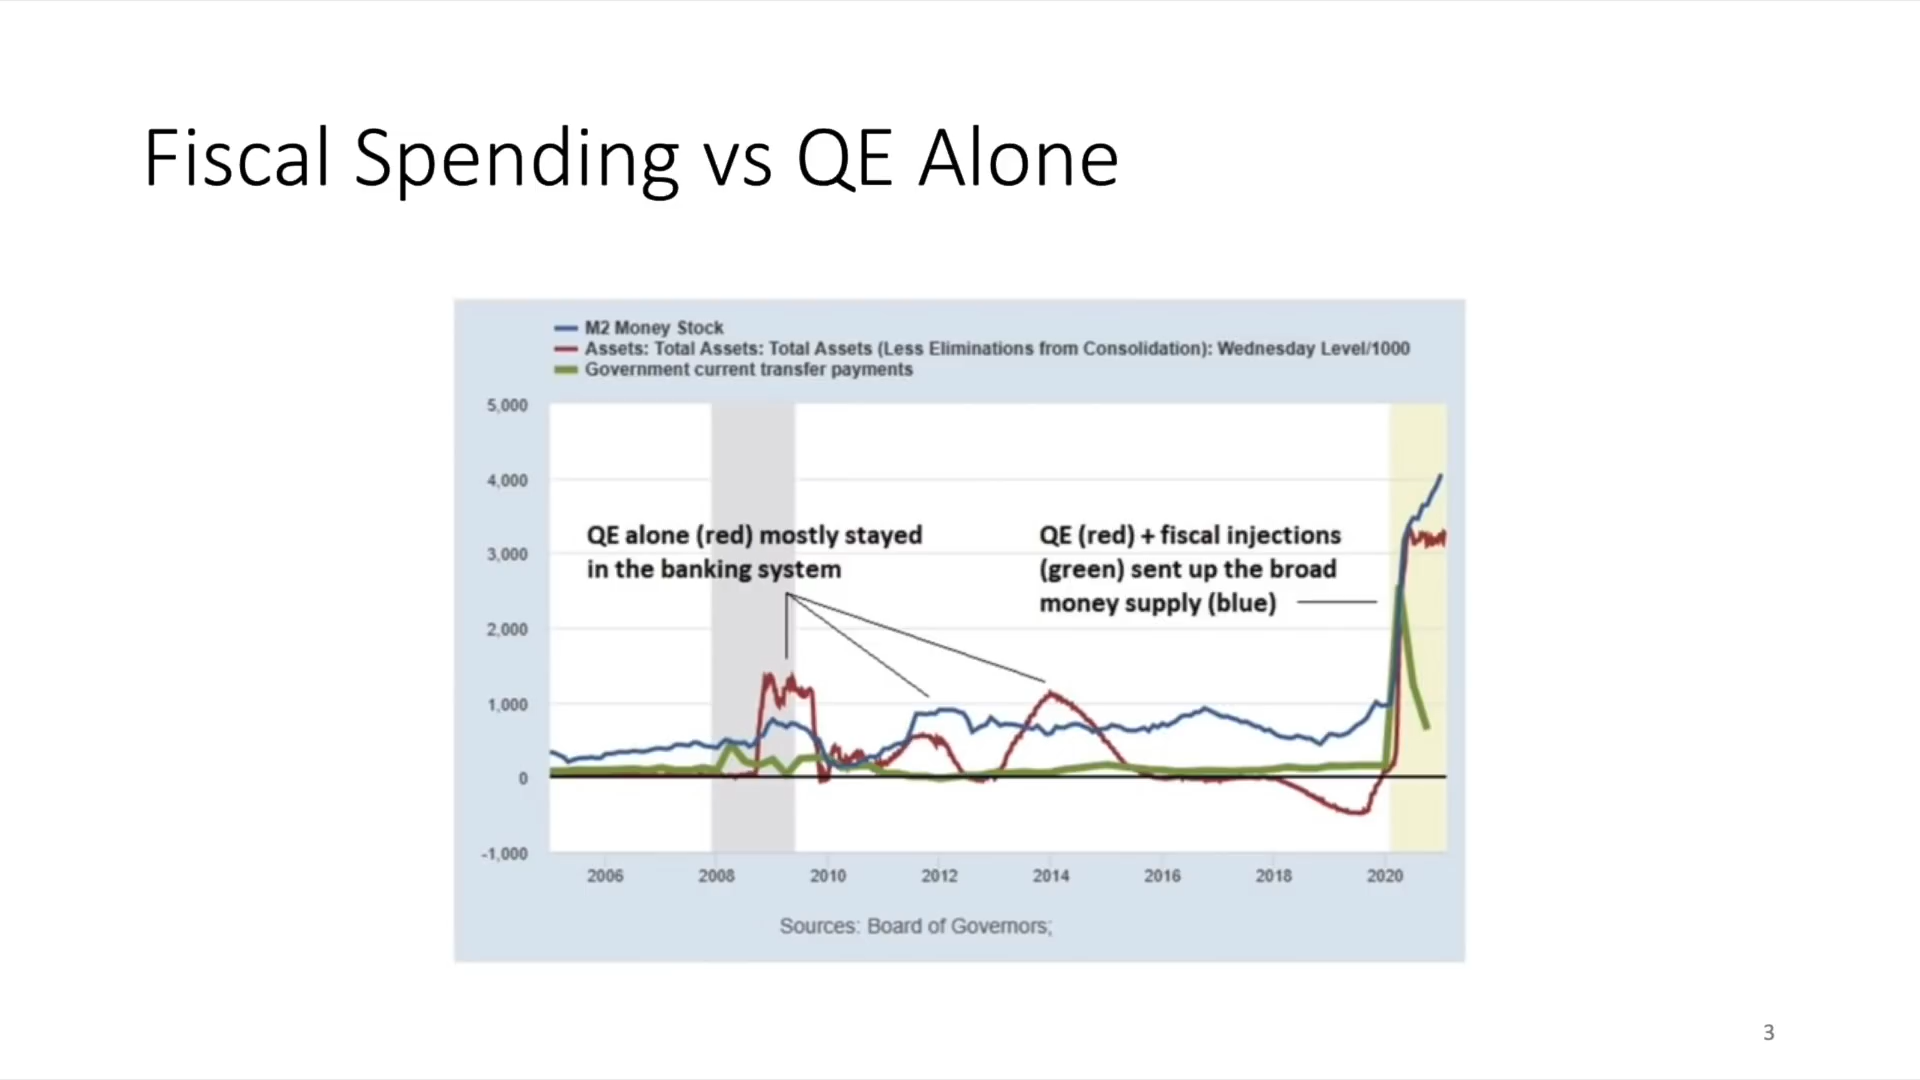 Fiscal Spending vs QE Alone
M2 Money Stock
Assets: Total Assets: Total Assets (Less Eliminations from Consolidation): Wednesday Level/1000
Government current transfer payments
5,000
4,000
3,000
2,000
1,000
0
-1,000
QE alone (red) mostly stayed
in the banking system
QE (red) + fiscal injections
(green) sent up the broad
money supply (blue)
2006 2008 2010 2012 2014 2016 2018 2020
Sources: Board of Governors;
3